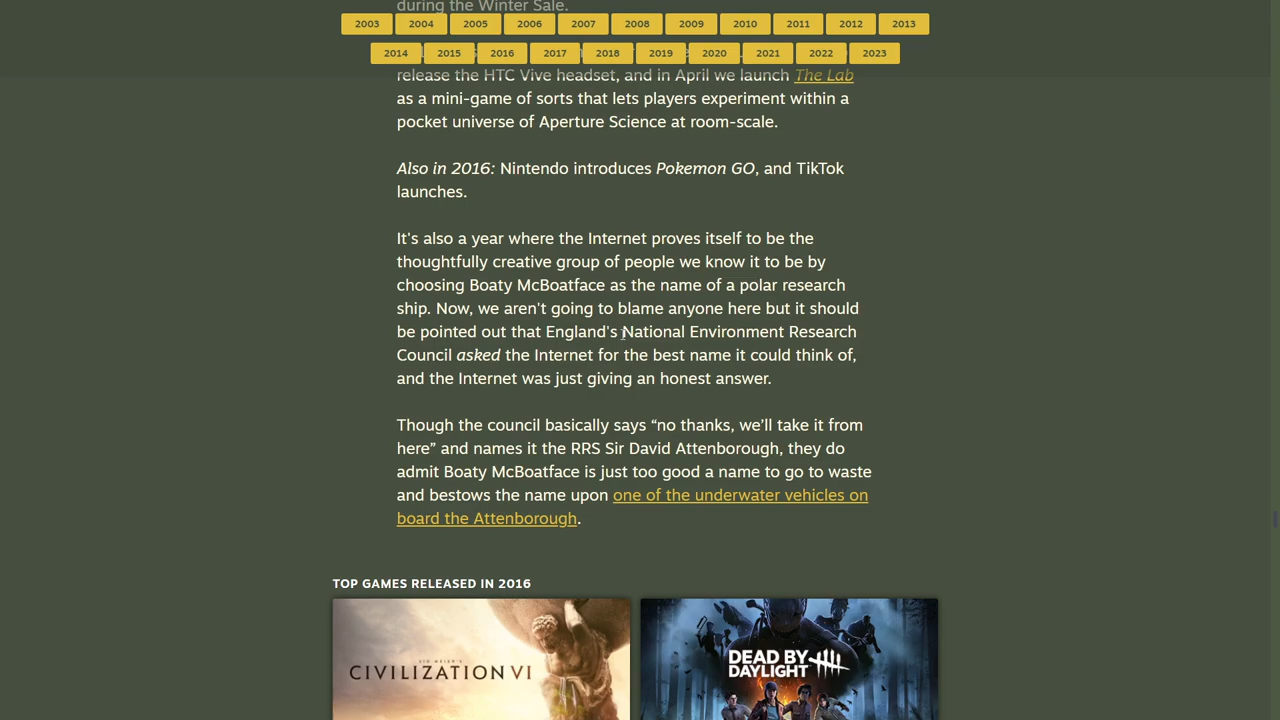 during the Winter Sale.
2003 2004 2005 2006 2007 2008 2009 2010 2011 2012 2013
2014 2015 2016 2017 2018 2019 2020 2021 2022 2023
release the HTC Vive headset, and in April we launch The Lab
as a mini-game of sorts that lets players experiment within a
pocket universe of Aperture Science at room-scale.
Also in 2016: Nintendo introduces Pokemon GO, and TikTok
launches.
It's also a year where the Internet proves itself to be the
thoughtfully creative group of people we know it to be by
choosing Boaty McBoatface as the name of a polar research
ship. Now, we aren't going to blame anyone here but it should
be pointed out that England's National Environment Research
Council asked the Internet for the best name it could think of,
and the Internet was just giving an honest answer.
Though the council basically says “no thanks, we’ll take it from
here” and names it the RRS Sir David Attenborough, they do
admit Boaty McBoatface is just too good a name to go to waste
and bestows the name upon one of the underwater vehicles on
board the Attenborough.
TOP GAMES RELEASED IN 2016
SID MEIER'S
CIVILIZATION VI
DEAD BY
DAYLIGHT